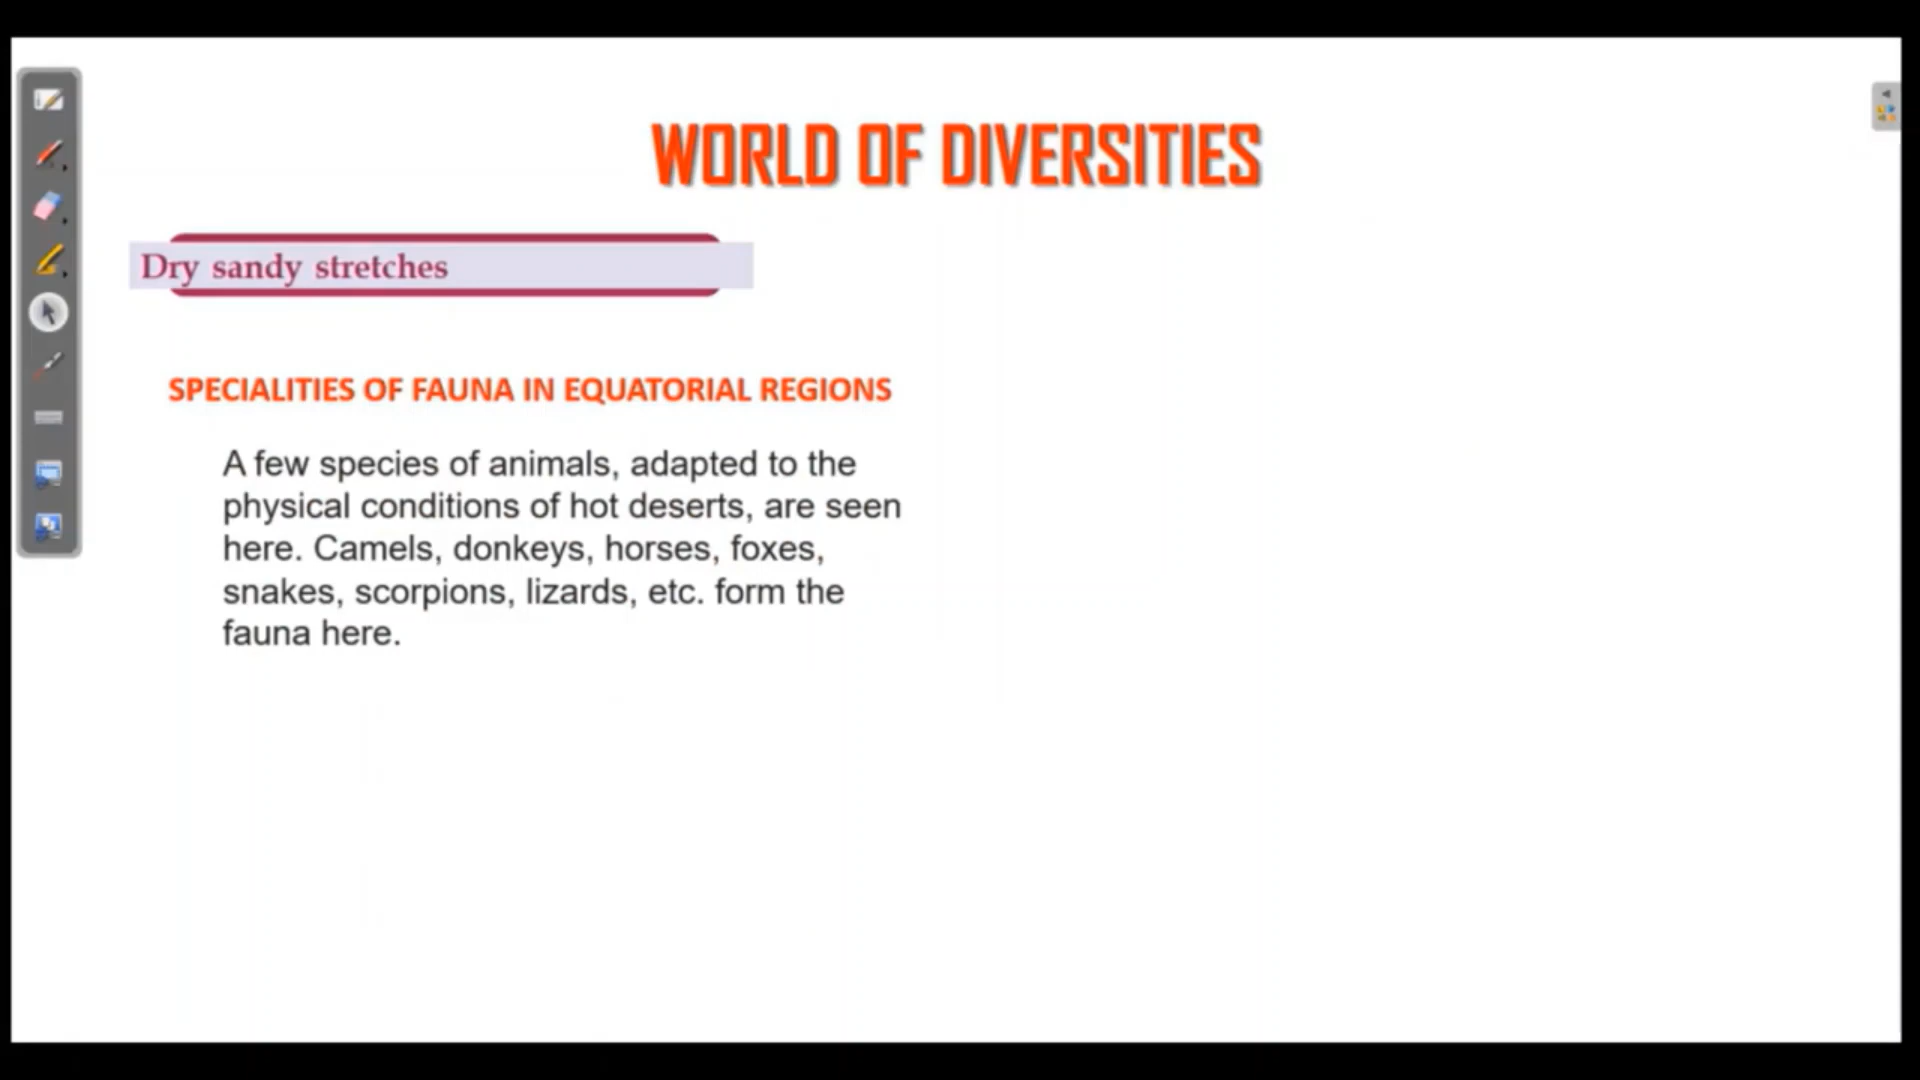 WORLD OF DIVERSITIES
Dry sandy stretches
SPECIALITIES OF FAUNA IN EQUATORIAL REGIONS
A few species of animals, adapted to the
physical conditions of hot deserts, are seen
here. Camels, donkeys, horses, foxes,
snakes, scorpions, lizards, etc. form the
fauna here.